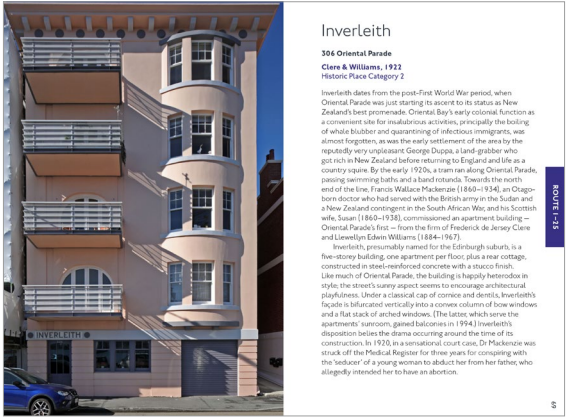 INVERLEITH
Inverleith
306 Oriental Parade
Clere & Williams, 1922
Historic Place Category 2
Inverleith dates from the post–First World War period, when
Oriental Parade was just starting its ascent to its status as New
Zealand's best promenade. Oriental Bay's early colonial function as
a convenient site for insalubrious activities, principally the boiling
of whale blubber and quarantining of infectious immigrants, was
almost forgotten, as was the early settlement of the area by the
reputedly very unpleasant George Duppa, a land-grabber who
got rich in New Zealand before returning to England and life as a
country squire. By the early 1920s, a tram ran along Oriental Parade,
passing swimming baths and a band rotunda. Towards the north
end of the line, Francis Wallace Mackenzie (1860–1934), an Otago-
born doctor who had served with the British army in the Sudan and
a New Zealand contingent in the South African War, and his Scottish
wife, Susan (1860–1938), commissioned an apartment building —
Oriental Parade's first — from the firm of Frederick de Jersey Clere
and Llewellyn Edwin Williams (1884–1967).
Inverleith, presumably named for the Edinburgh suburb, is a
five-storey building, one apartment per floor, plus a rear cottage,
constructed in steel-reinforced concrete with a stucco finish.
Like much of Oriental Parade, the building is happily heterodox in
style; the street's sunny aspect seems to encourage architectural
playfulness. Under a classical cap of cornice and dentils, Inverleith's
façade is bifurcated vertically into a convex column of bow windows
and a flat stack of arched windows. (The latter, which serve the
apartments' sunroom, gained balconies in 1994.) Inverleith's
disposition belies the drama occurring around the time of its
construction. In 1920, in a sensational court case, Dr Mackenzie was
struck off the Medical Register for three years for conspiring with
the 'seducer' of a young woman to abduct her from her father, who
allegedly intended her to have an abortion.
ROUTE 1–25
69